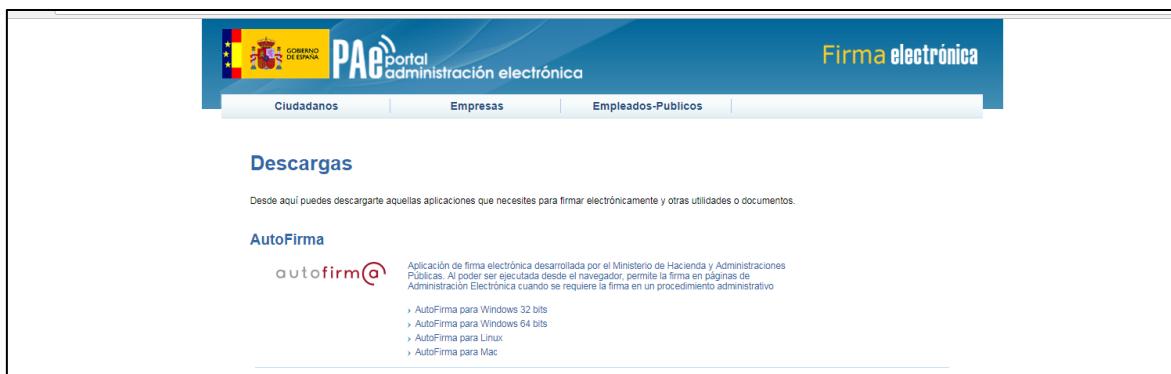 GOBIERNO
DE ESPAÑA
PAe portal
administración electrónica
Firma electrónica
Ciudadanos
Empresas
Empleados-Publicos
Descargas
Desde aquí puedes descargarte aquellas aplicaciones que necesites para firmar electrónicamente y otras utilidades o documentos.
AutoFirma
autofirm@
Aplicación de firma electrónica desarrollada por el Ministerio de Hacienda y Administraciones
Públicas. Al poder ser ejecutada desde el navegador, permite la firma en páginas de
Administración Electrónica cuando se requiere la firma en un procedimiento administrativo
› AutoFirma para Windows 32 bits
› AutoFirma para Windows 64 bits
› AutoFirma para Linux
› AutoFirma para Mac